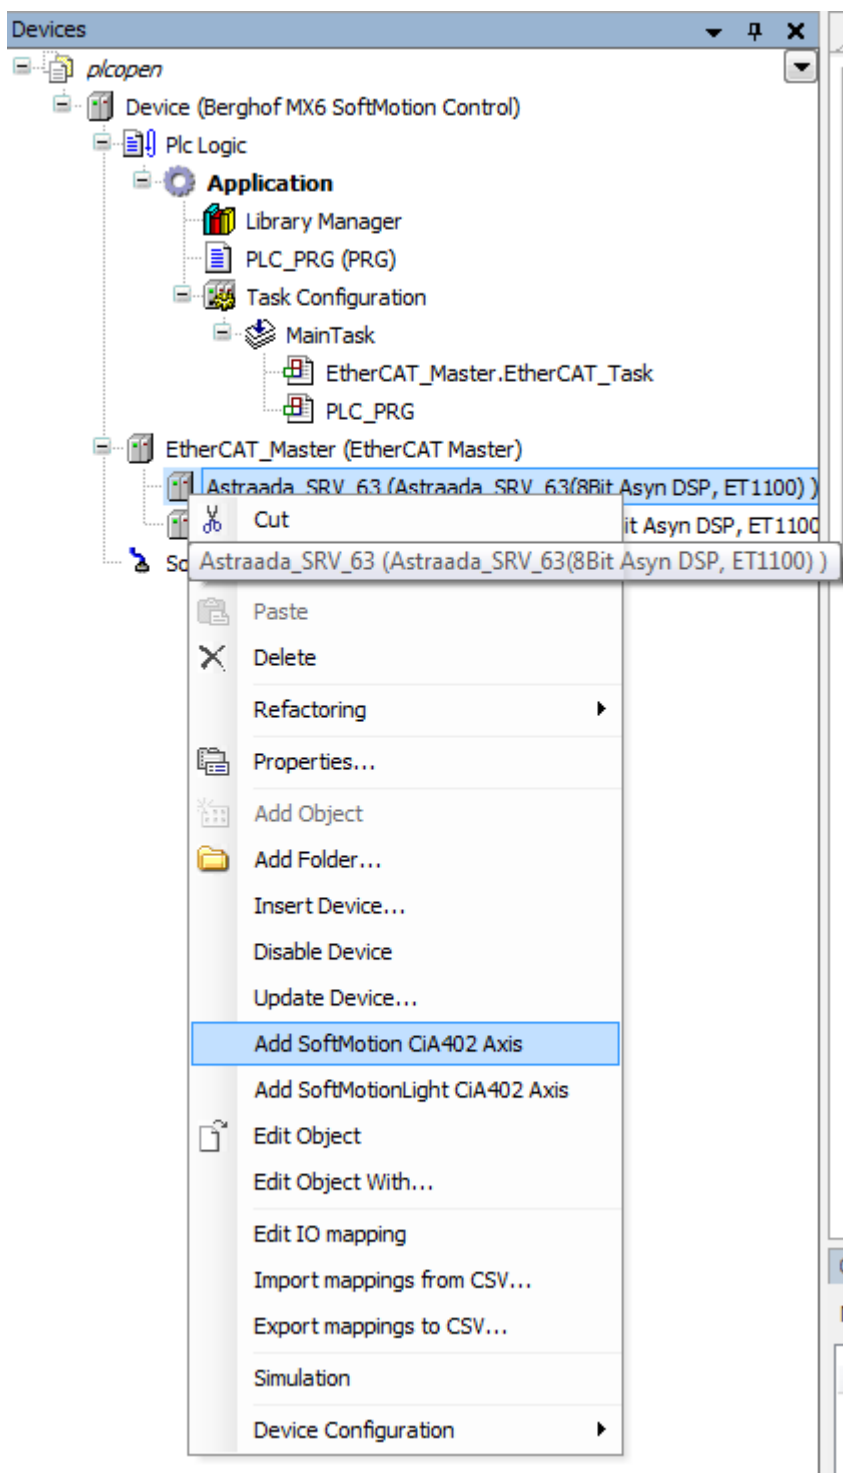 Devices
plcopen
Device (Berghof MX6 SoftMotion Control)
Plc Logic
Application
Library Manager
PLC_PRG (PRG)
Task Configuration
MainTask
EtherCAT_Master.EtherCAT_Task
PLC_PRG
EtherCAT_Master (EtherCAT Master)
Astraada_SRV_63 (Astraada_SRV_63(8Bit Asyn DSP, ET1100) )
Cut
it Asyn DSP, ET1100
So
Astraada_SRV_63 (Astraada_SRV_63(8Bit Asyn DSP, ET1100) )
Paste
Delete
Refactoring
Properties...
Add Object
Add Folder...
Insert Device...
Disable Device
Update Device...
Add SoftMotion CiA402 Axis
Add SoftMotionLight CiA402 Axis
Edit Object
Edit Object With...
Edit IO mapping
Import mappings from CSV...
Export mappings to CSV...
Simulation
Device Configuration